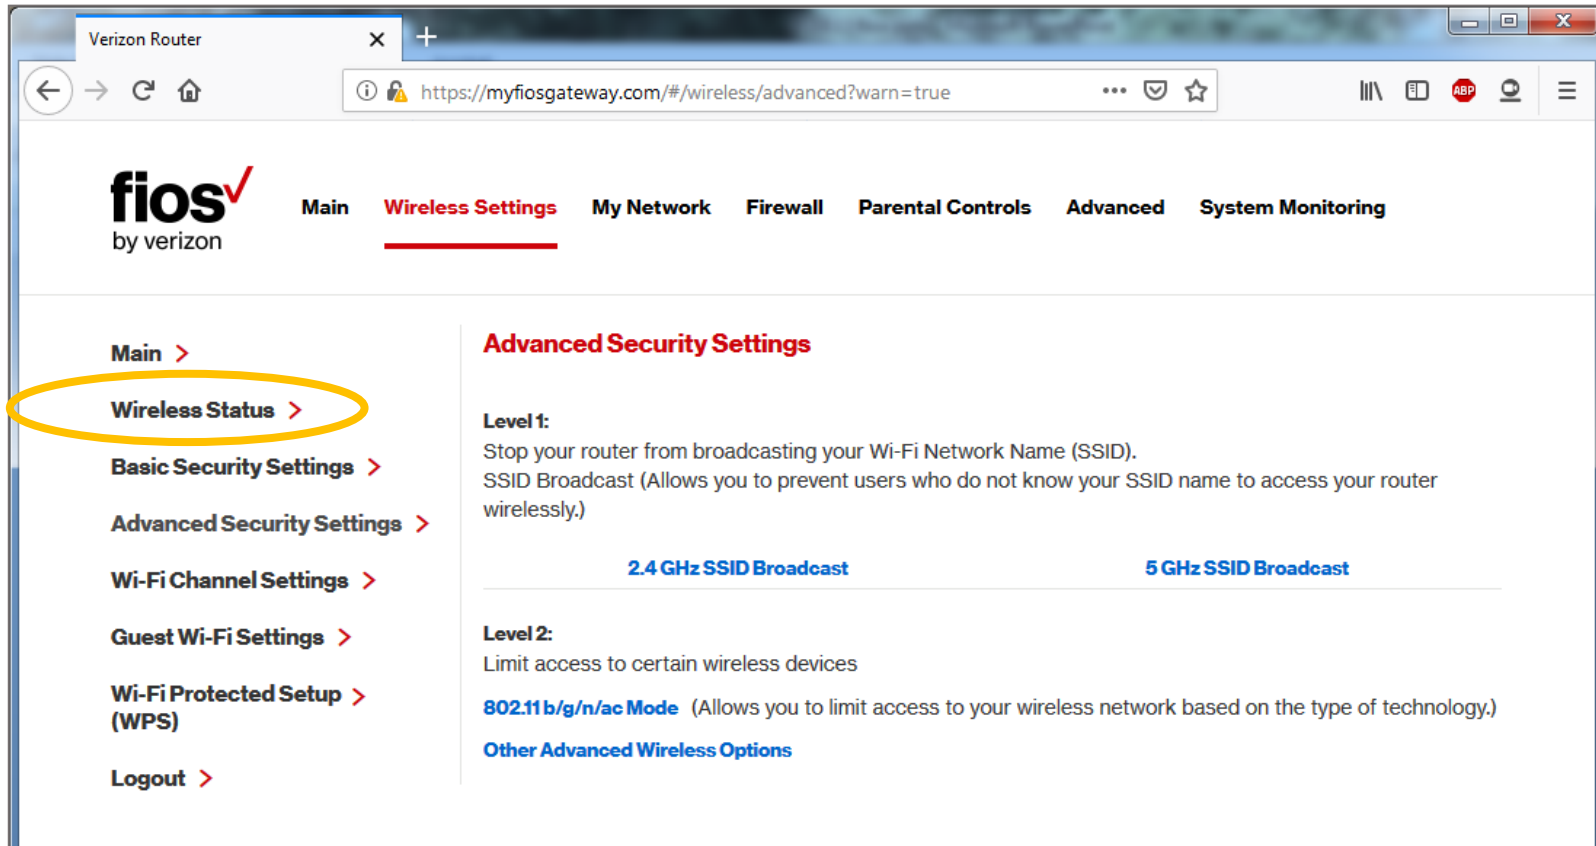 Verizon Router
https://myfiosgateway.com/#/wireless/advanced?warn=true
ABP
fios
by verizon
Main
Wireless Settings
My Network
Firewall
Parental Controls
Advanced
System Monitoring
Main
Wireless Status
Basic Security Settings
Advanced Security Settings
Wi-Fi Channel Settings
Guest Wi-Fi Settings
Wi-Fi Protected Setup
(WPS)
Logout
Advanced Security Settings
Level 1:
Stop your router from broadcasting your Wi-Fi Network Name (SSID).
SSID Broadcast (Allows you to prevent users who do not know your SSID name to access your router
wirelessly.)
2.4 GHz SSID Broadcast
5 GHz SSID Broadcast
Level 2:
Limit access to certain wireless devices
802.11 b/g/n/ac Mode (Allows you to limit access to your wireless network based on the type of technology.)
Other Advanced Wireless Options